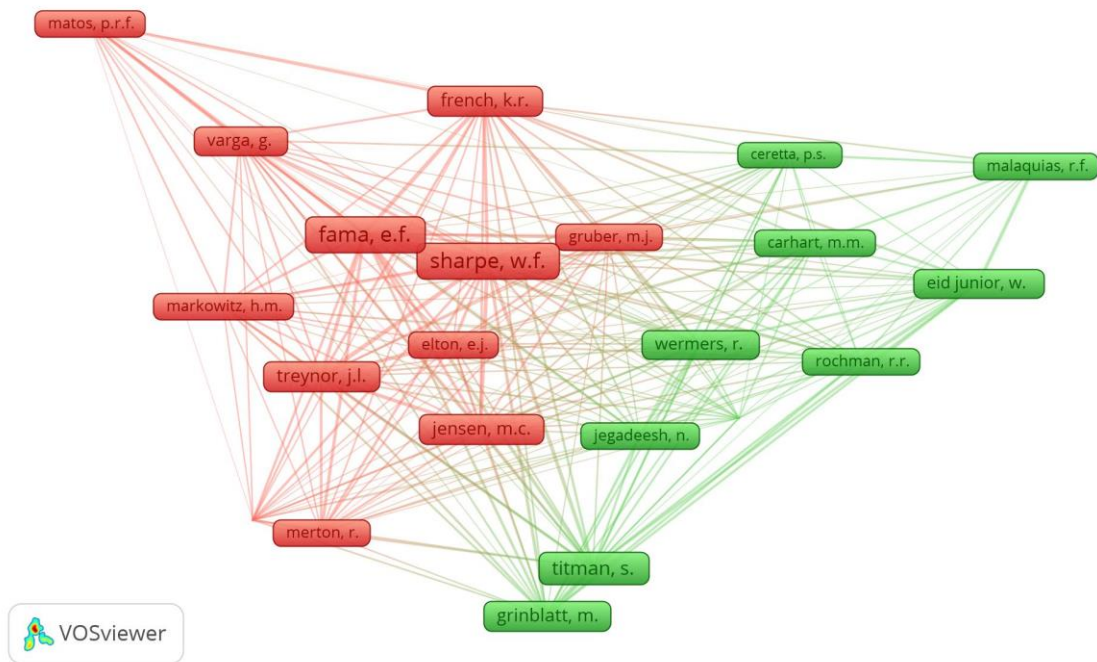 matos, p.r.f.
french, k.r.
varga, g.
ceretta, p.s.
malaquias, r.f.
fama, e.f.
gruber, m.j.
carhart, m.m.
sharpe, w.f.
eid junior, w.
markowitz, h.m.
elton, e.j.
wermers, r.
rochman, r.r.
treynor, j.l.
jensen, m.c.
jegadeesh, n.
merton, r.
titman, s.
grinblatt, m.
VOSviewer